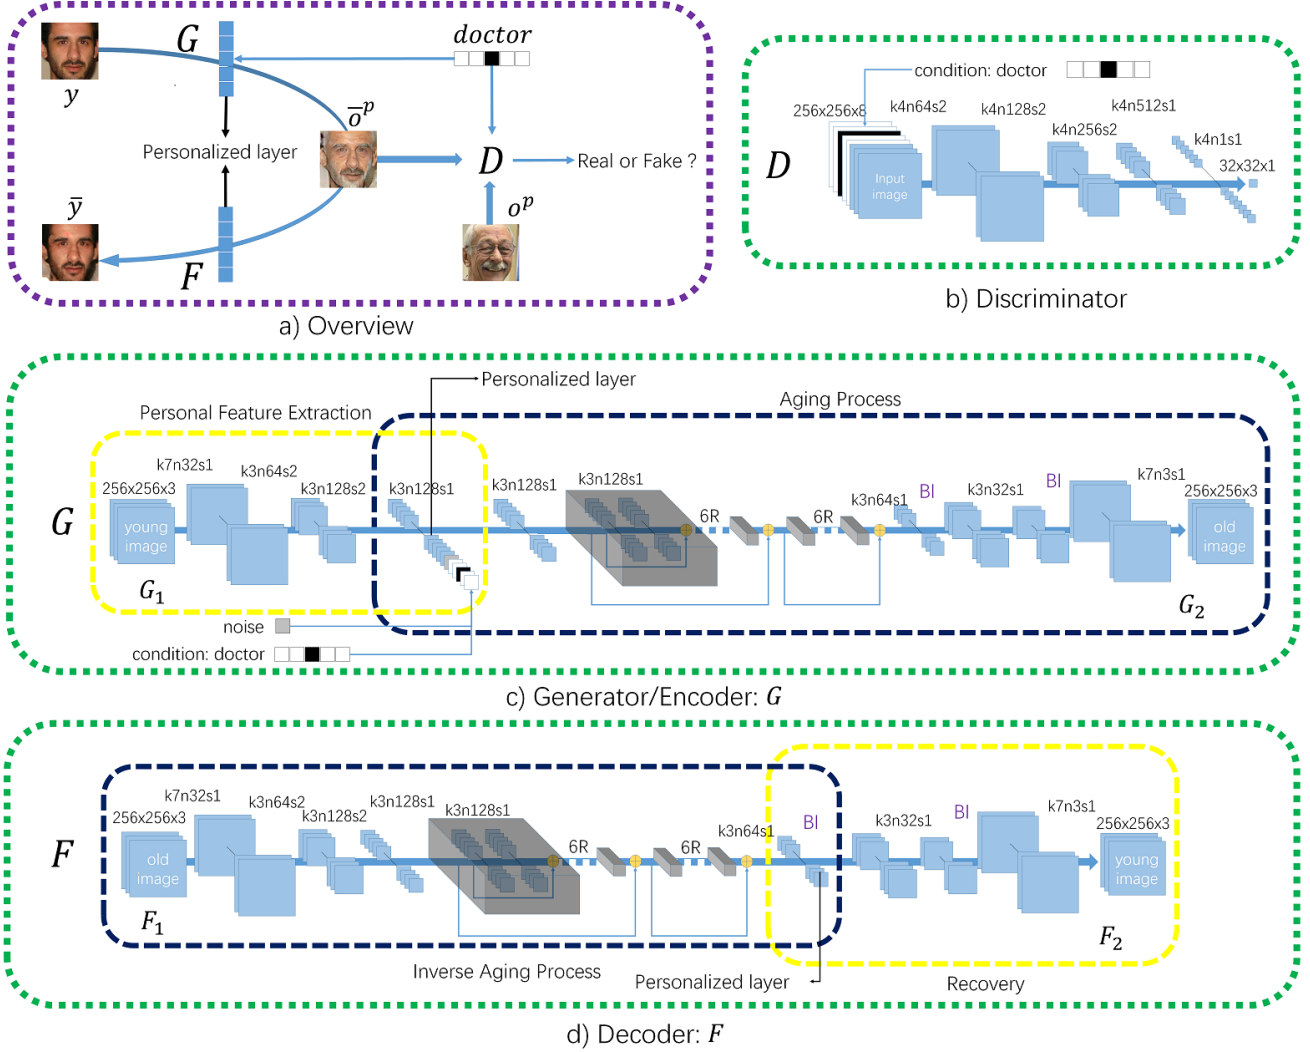 G
doctor
y
o̅ᵖ
Personalized layer
D
Real or Fake ?
y̅
oᵖ
F
a) Overview
condition: doctor
256x256x8
k4n64s2
k4n128s2
k4n256s2
k4n512s1
k4n1s1
32x32x1
D
Input
image
b) Discriminator
Personalized layer
Personal Feature Extraction
Aging Process
k7n32s1
k3n64s2
256x256x3
k3n128s2
k3n128s1
k3n128s1
k3n128s1
6R
6R
k3n64s1
BI
k3n32s1
BI
k7n3s1
256x256x3
G
young
image
old
image
G₁
G₂
noise
condition: doctor
c) Generator/Encoder: G
k7n32s1
k3n64s2
256x256x3
k3n128s2
k3n128s1
k3n128s1
6R
6R
k3n64s1
BI
k3n32s1
BI
k7n3s1
256x256x3
F
old
image
young
image
F₁
F₂
Inverse Aging Process
Personalized layer
Recovery
d) Decoder: F